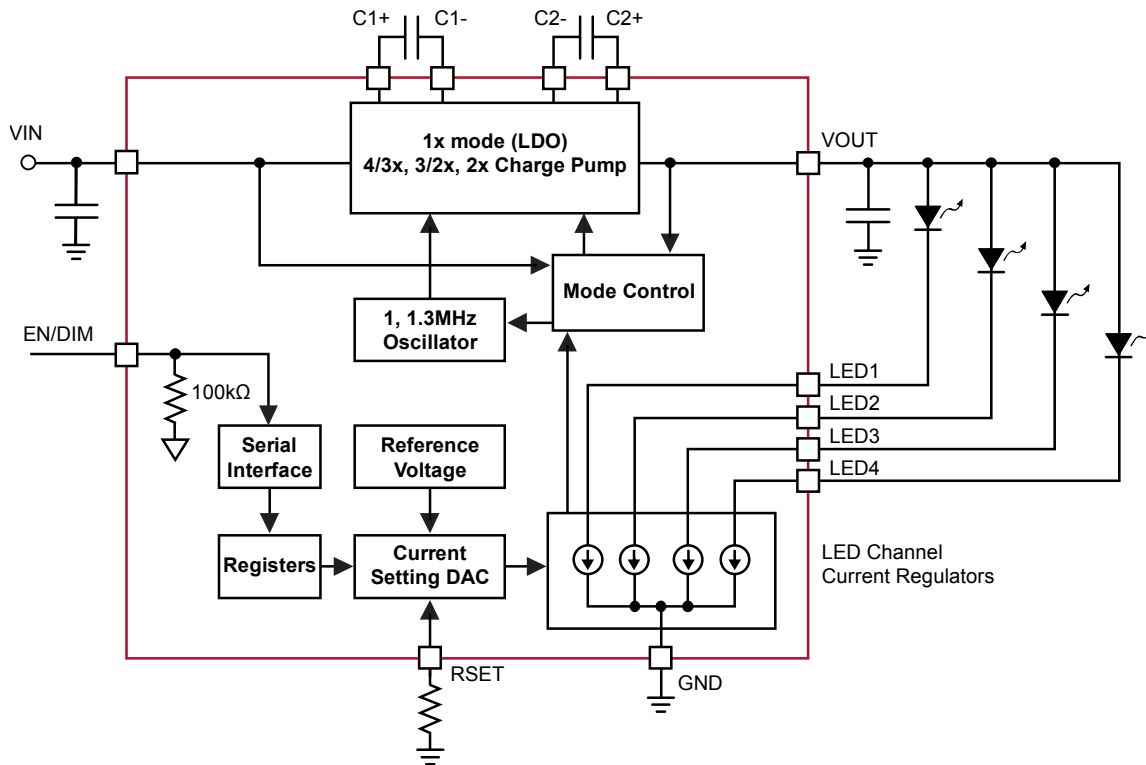 C1+ C1- C2- C2+
VIN
1x mode (LDO)
4/3x, 3/2x, 2x Charge Pump
VOUT
Mode Control
1, 1.3MHz
Oscillator
EN/DIM
100kΩ
LED1
LED2
LED3
LED4
Serial
Interface
Reference
Voltage
Registers
Current
Setting DAC
LED Channel
Current Regulators
RSET
GND